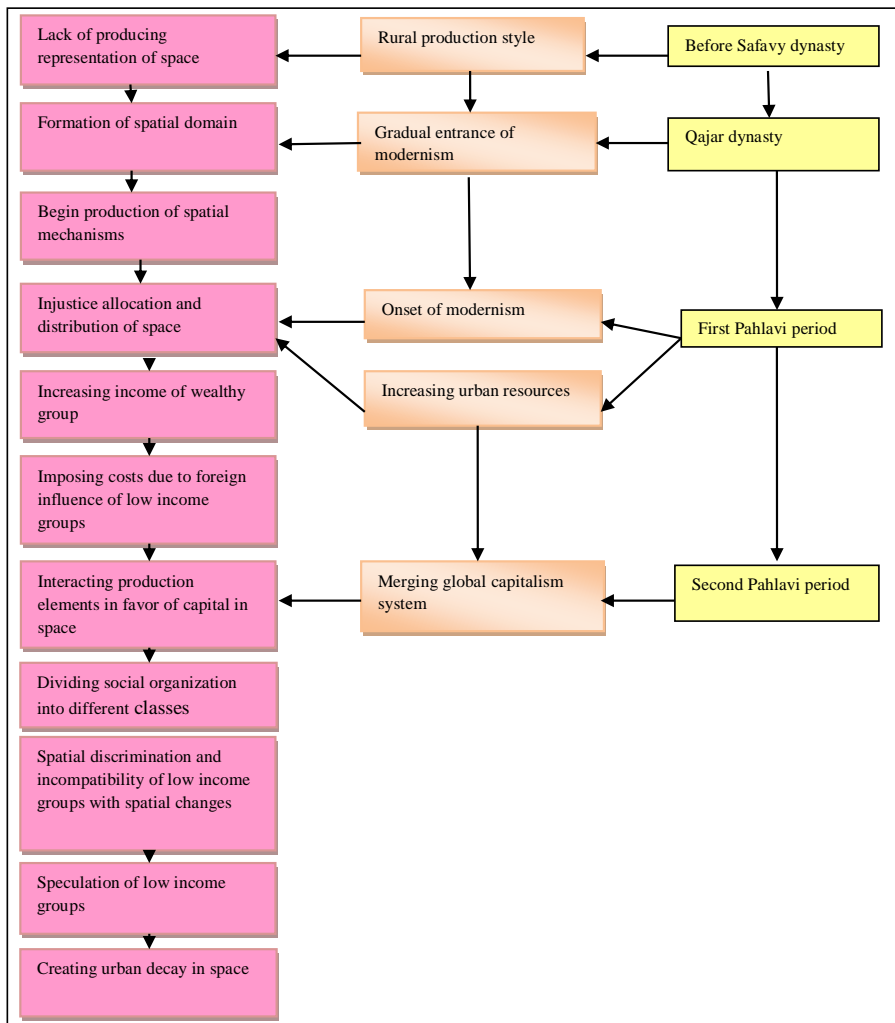 Lack of producing
representation of space
Rural production style
Before Safavy dynasty
Formation of spatial domain
Gradual entrance of
modernism
Qajar dynasty
Begin production of spatial
mechanisms
Injustice allocation and
distribution of space
Onset of modernism
First Pahlavi period
Increasing income of wealthy
group
Increasing urban resources
Imposing costs due to foreign
influence of low income
groups
Interacting production
elements in favor of capital in
space
Merging global capitalism
system
Second Pahlavi period
Dividing social organization
into different classes
Spatial discrimination and
incompatibility of low income
groups with spatial changes
Speculation of low income
groups
Creating urban decay in space